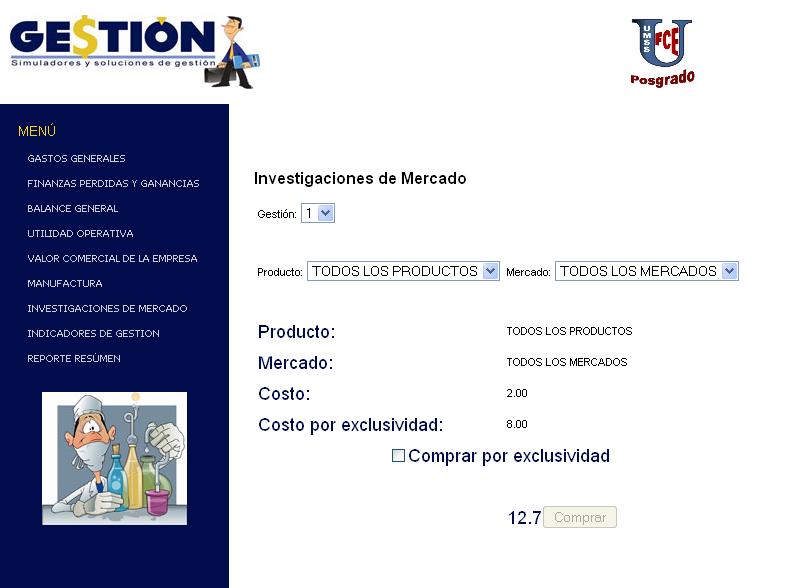 GE$TIÓN
Simuladores y soluciones de gestión
UMSS
FCE
Posgrado
MENÚ
GASTOS GENERALES
FINANZAS PERDIDAS Y GANANCIAS
BALANCE GENERAL
UTILIDAD OPERATIVA
VALOR COMERCIAL DE LA EMPRESA
MANUFACTURA
INVESTIGACIONES DE MERCADO
INDICADORES DE GESTION
REPORTE RESÚMEN
Investigaciones de Mercado
Gestión: 1
Producto: TODOS LOS PRODUCTOS Mercado: TODOS LOS MERCADOS
Producto: TODOS LOS PRODUCTOS
Mercado: TODOS LOS MERCADOS
Costo: 2.00
Costo por exclusividad: 8.00
Comprar por exclusividad
12.7 Comprar